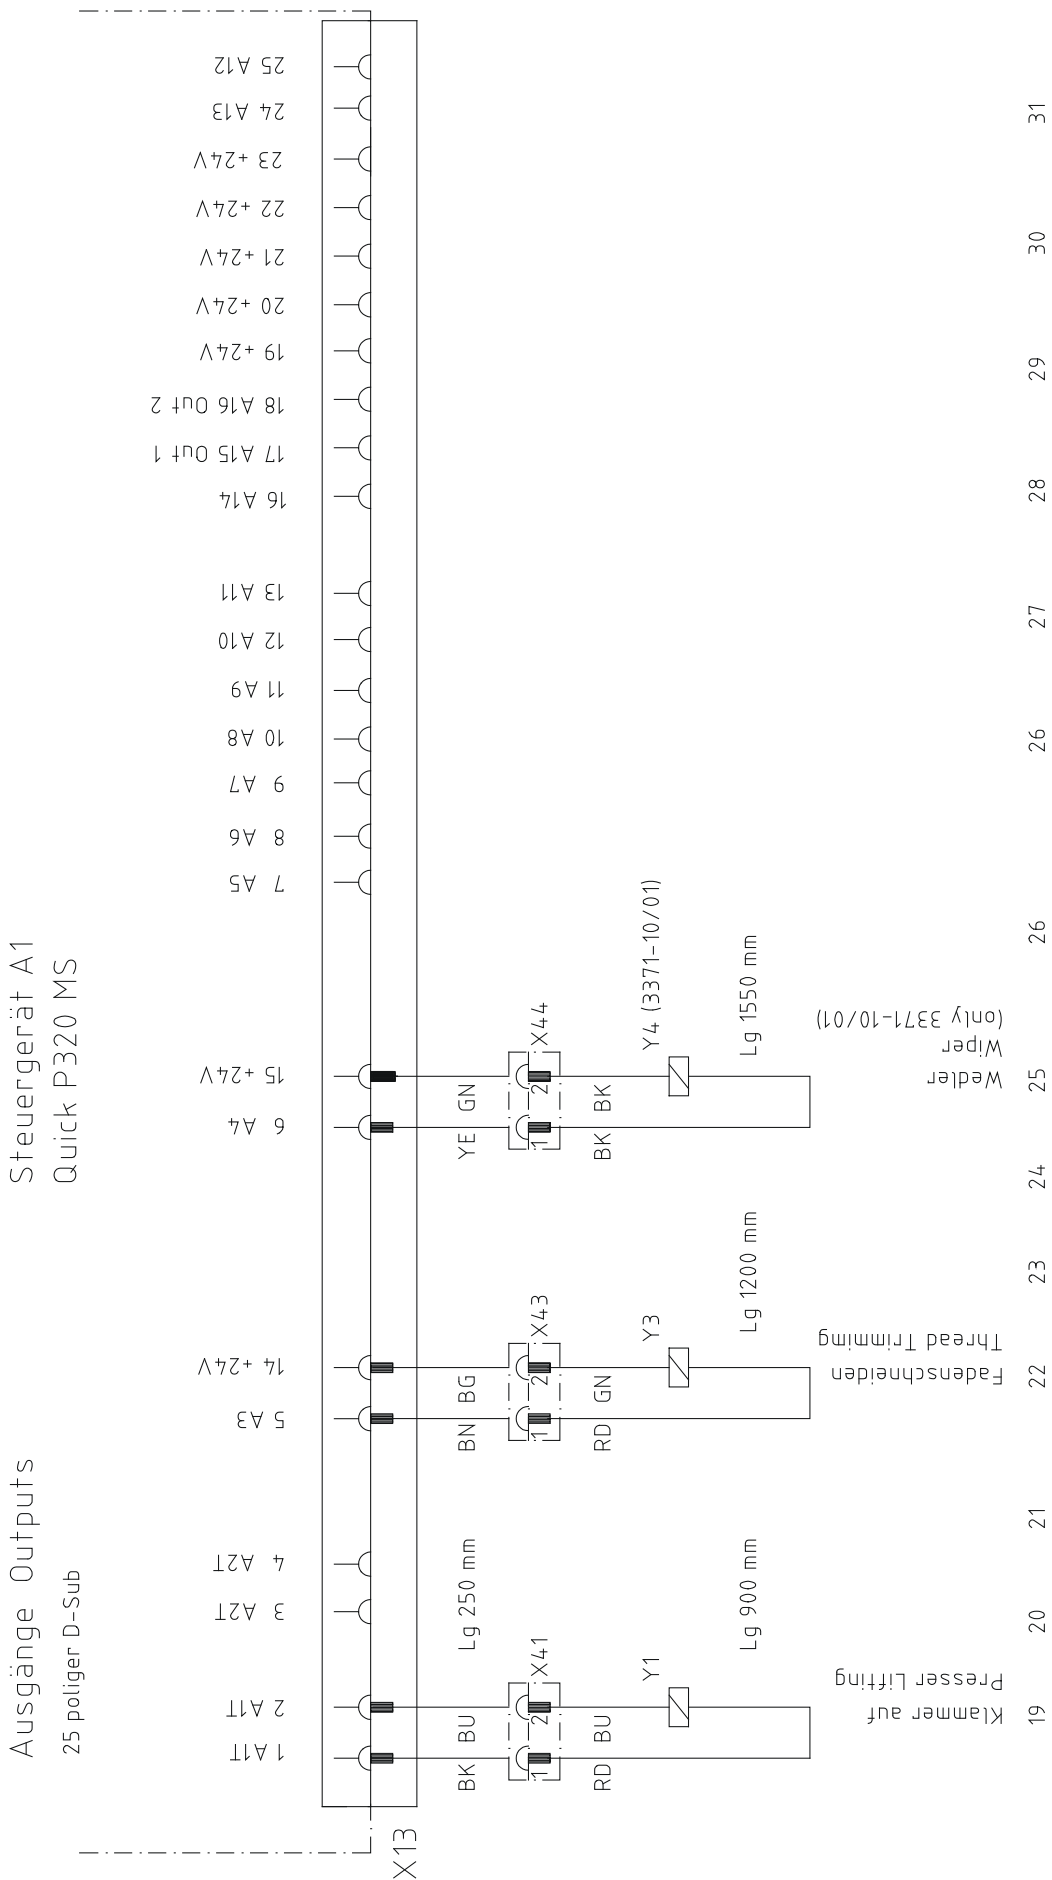 Ausgänge Outputs
25 poliger D-Sub
Steuergerät A1
Quick P320 MS
1 A1T
2 A1T
3 A2T
4 A2T
5 A3
14 +24V
6 A4
15 +24V
7 A5
8 A6
9 A7
10 A8
11 A9
12 A10
13 A11
16 A14
17 A15 Out 1
18 A16 Out 2
19 +24V
20 +24V
21 +24V
22 +24V
23 +24V
24 A13
25 A12
X13
BK BU
Lg 250 mm
BN BG
YE GN
1 2
X41
1 2
X43
1 2
X44
RD BU
RD GN
BK BK
Y1
Y3
Y4 (3371-10/01)
Lg 900 mm
Lg 1200 mm
Lg 1550 mm
Klammer auf
Presser Lifting
Fadenschneiden
Thread Trimming
Wedler
Wiper
(only 3371-10/01)
19 20 21 22 23 24 25 26 26 27 28 29 30 31